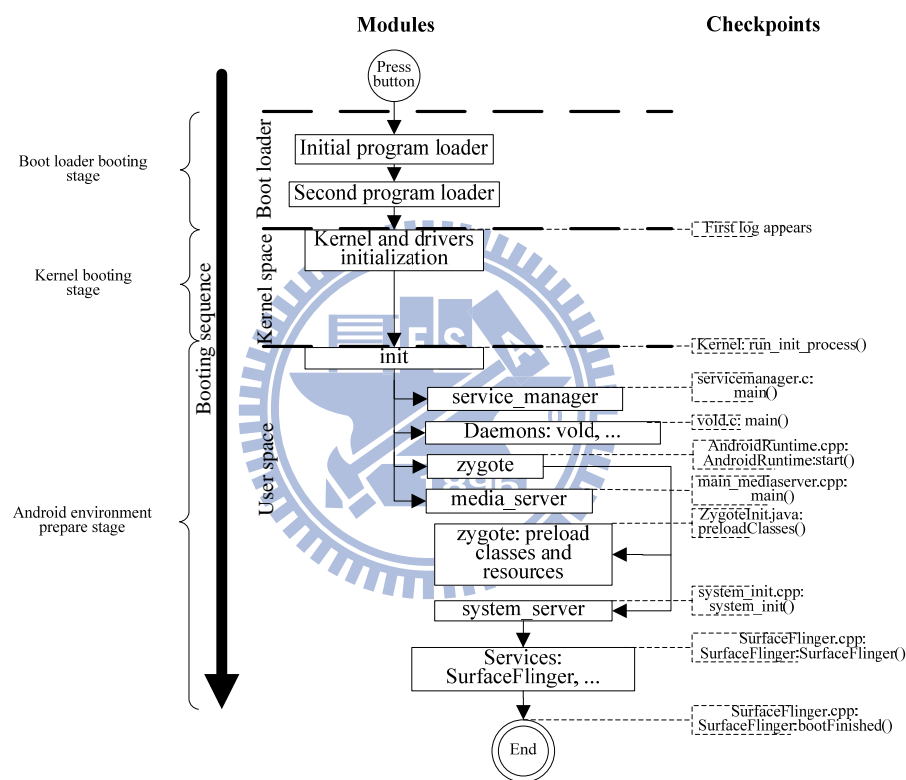 Modules
Checkpoints
Press
button
Boot loader booting
stage
Boot loader
Initial program loader
Second program loader
First log appears
Kernel booting
stage
Kernel space
Kernel and drivers
initialization
Booting sequence
Kernel: run_init_process()
init
servicemanager.c:
main()
service_manager
vold.c: main()
Daemons: vold, ...
AndroidRuntime.cpp:
AndroidRuntime:start()
zygote
User space
main_mediaserver.cpp:
main()
media_server
Android environment
prepare stage
ZygoteInit.java:
preloadClasses()
zygote: preload
classes and
resources
system_init.cpp:
system_init()
system_server
SurfaceFlinger.cpp:
SurfaceFlinger:SurfaceFlinger()
Services:
SurfaceFlinger, ...
SurfaceFlinger.cpp:
SurfaceFlinger:bootFinished()
End